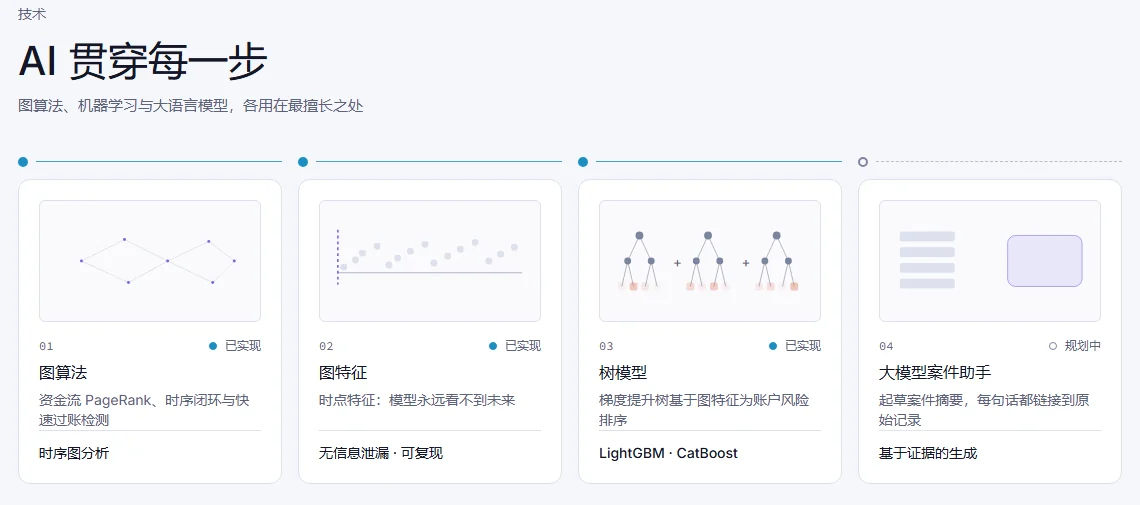 技术
AI 贯穿每一步
图算法、机器学习与大语言模型，各用在最擅长之处
01
已实现
图算法
资金流 PageRank、时序闭环与快
速过账检测
时序图分析
02
已实现
图特征
时点特征：模型永远看不到未来
无信息泄漏 · 可复现
+
+
03
已实现
树模型
梯度提升树基于图特征为账户风险
排序
LightGBM · CatBoost
04
规划中
大模型案件助手
起草案件摘要，每句话都链接到原
始记录
基于证据的生成